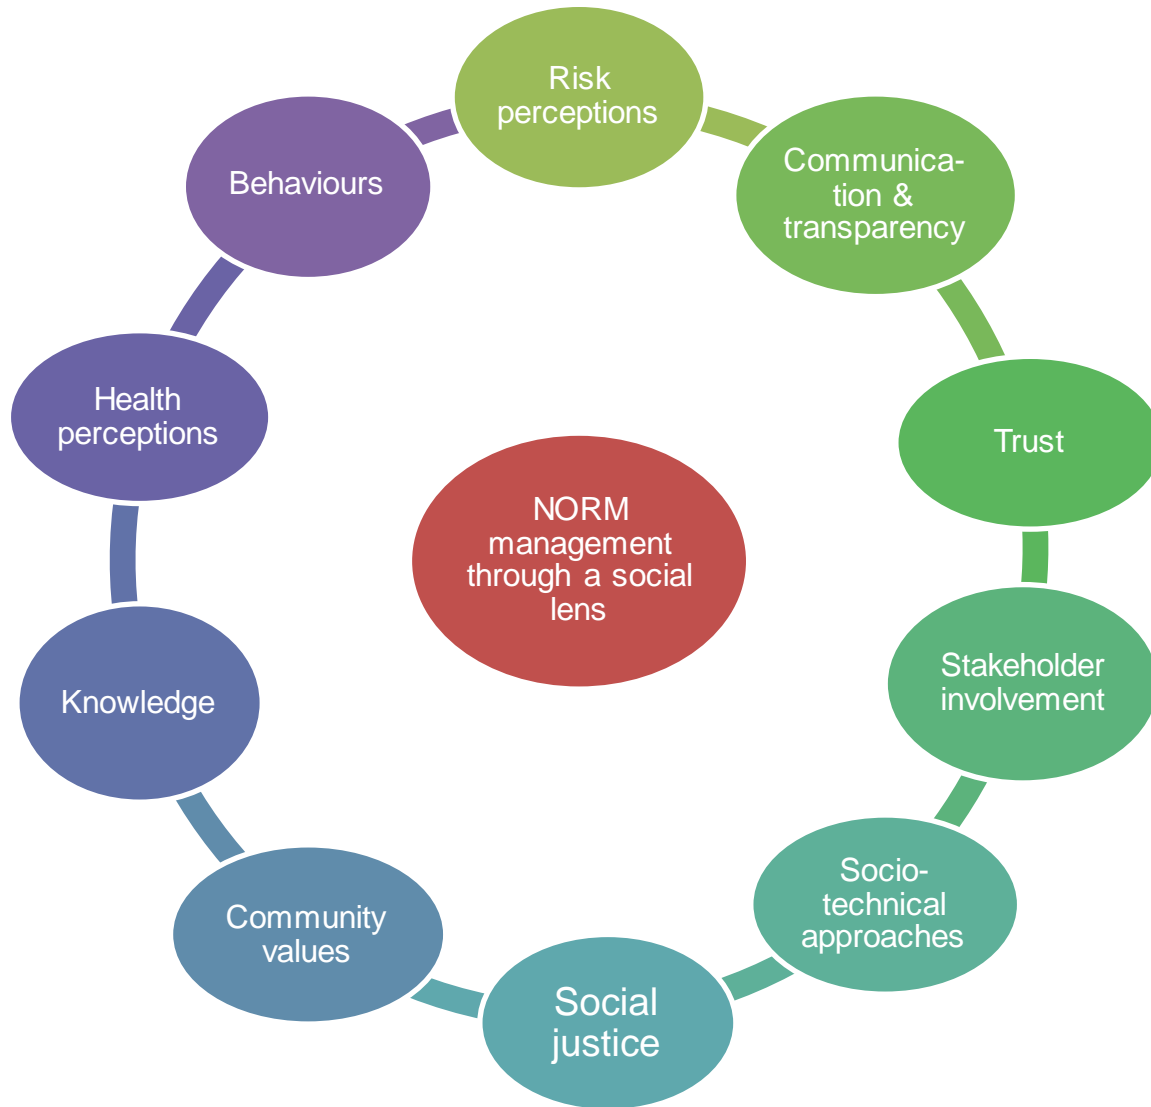 Risk
perceptions
Communica-
tion &
transparency
Trust
Stakeholder
involvement
Socio-
technical
approaches
Social
justice
Community
values
Knowledge
Health
perceptions
Behaviours
NORM
management
through a social
lens